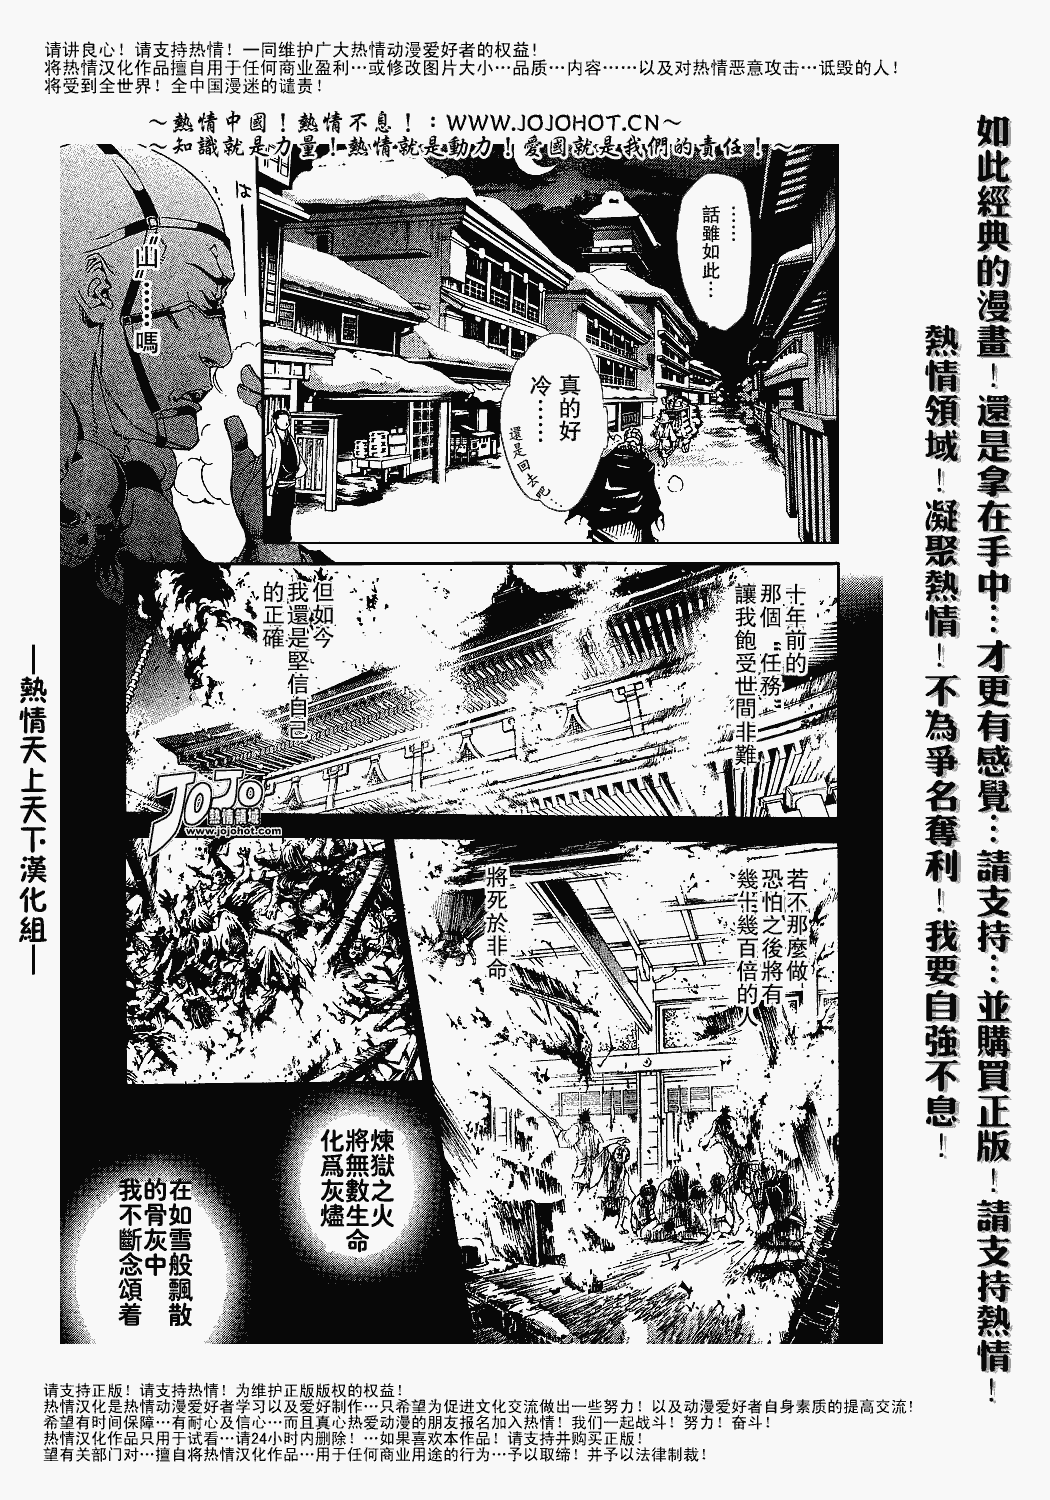 请讲良心！请支持热情！一同维护广大热情动漫爱好者的权益！
将热情汉化作品擅自用于任何商业盈利…或修改图片大小…品质…内容……以及对热情恶意攻击…诋毁的人！
将受到全世界！全中国漫迷的谴责！
～熱情中國！熱情不息！：WWW.JOJOHOT.CN～
～知識就是力量！熱情就是動力！愛國就是我們的責任！～
如此經典的漫畫！還是拿在手中…才更有感覺…請支持…並購買正版！請支持熱情！
熱情領域！凝聚熱情！不為爭名奪利！我要自強不息！
……
話雖如此…
真的好
冷……
還是回去吧…
は
“山”……嗎
十年前的
那個“任務”
讓我飽受世間非難
但如今
我還是堅信自己
的正確
JOJO
熱情領域
www.jojohot.com
若不那麼做
恐怕之後將有
幾十幾百倍的人
將死於非命
煉獄之火
將無數生命
化爲灰燼
在如雪般飄散
的骨灰中
我不斷念頌着
—熱情天上天下漢化組—
请支持正版！请支持热情！为维护正版版权的权益！
热情汉化是热情动漫爱好者学习以及爱好制作…只希望为促进文化交流做出一些努力！以及动漫爱好者自身素质的提高交流！
希望有时间保障…有耐心及信心…而且真心热爱动漫的朋友报名加入热情！我们一起战斗！努力！奋斗！
热情汉化作品只用于试看…请24小时内删除！…如果喜欢本作品！请支持并购买正版！
望有关部门对…擅自将热情汉化作品…用于任何商业用途的行为…予以取缔！并予以法律制裁！